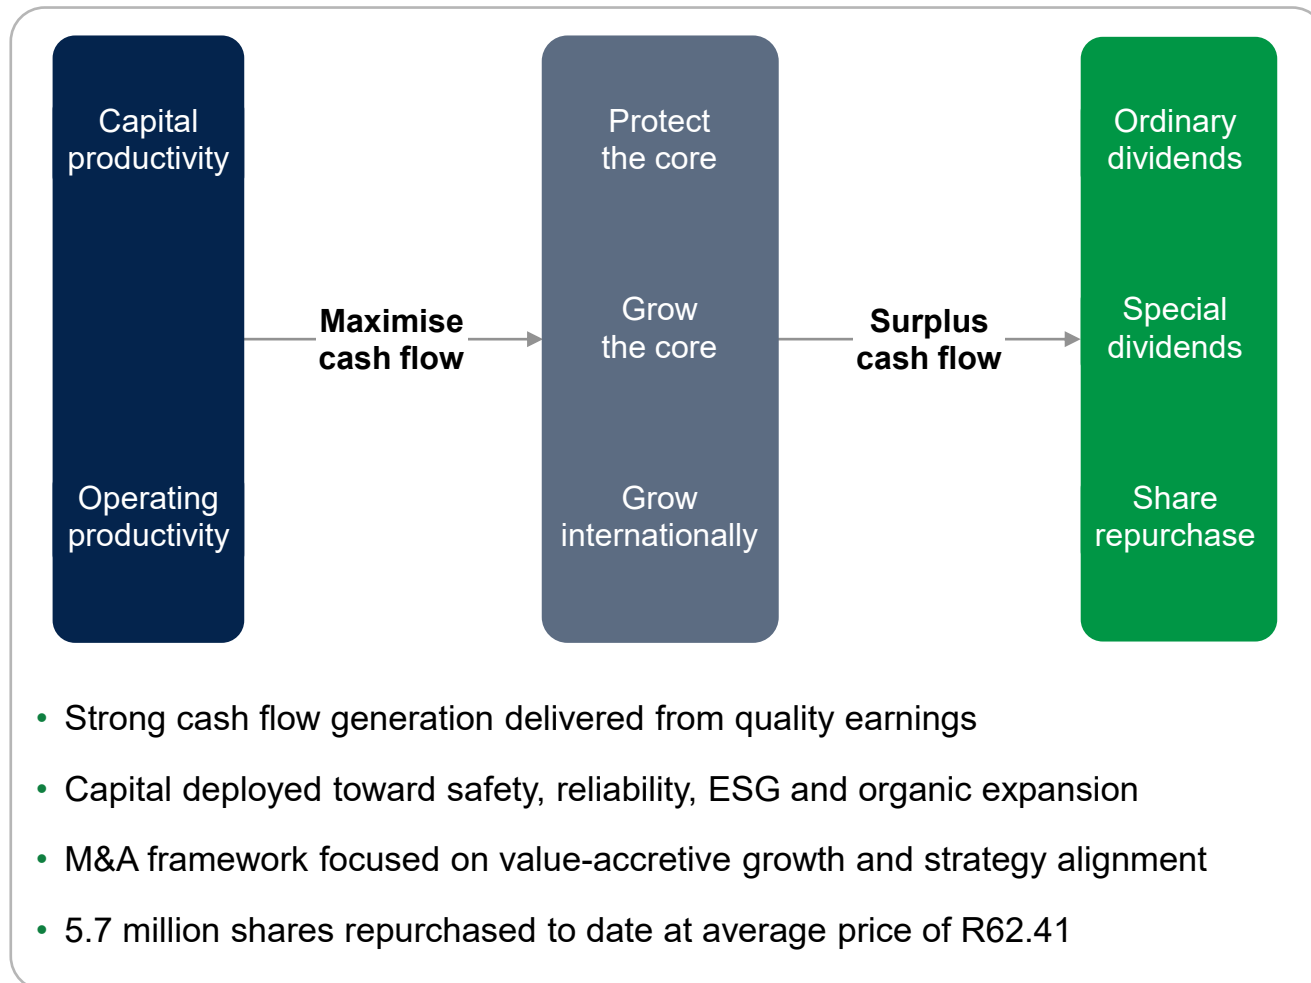 Capital
productivity
Operating
productivity
Maximise
cash flow
Protect
the core
Grow
the core
Grow
internationally
Surplus
cash flow
Ordinary
dividends
Special
dividends
Share
repurchase
• Strong cash flow generation delivered from quality earnings
• Capital deployed toward safety, reliability, ESG and organic expansion
• M&A framework focused on value-accretive growth and strategy alignment
• 5.7 million shares repurchased to date at average price of R62.41